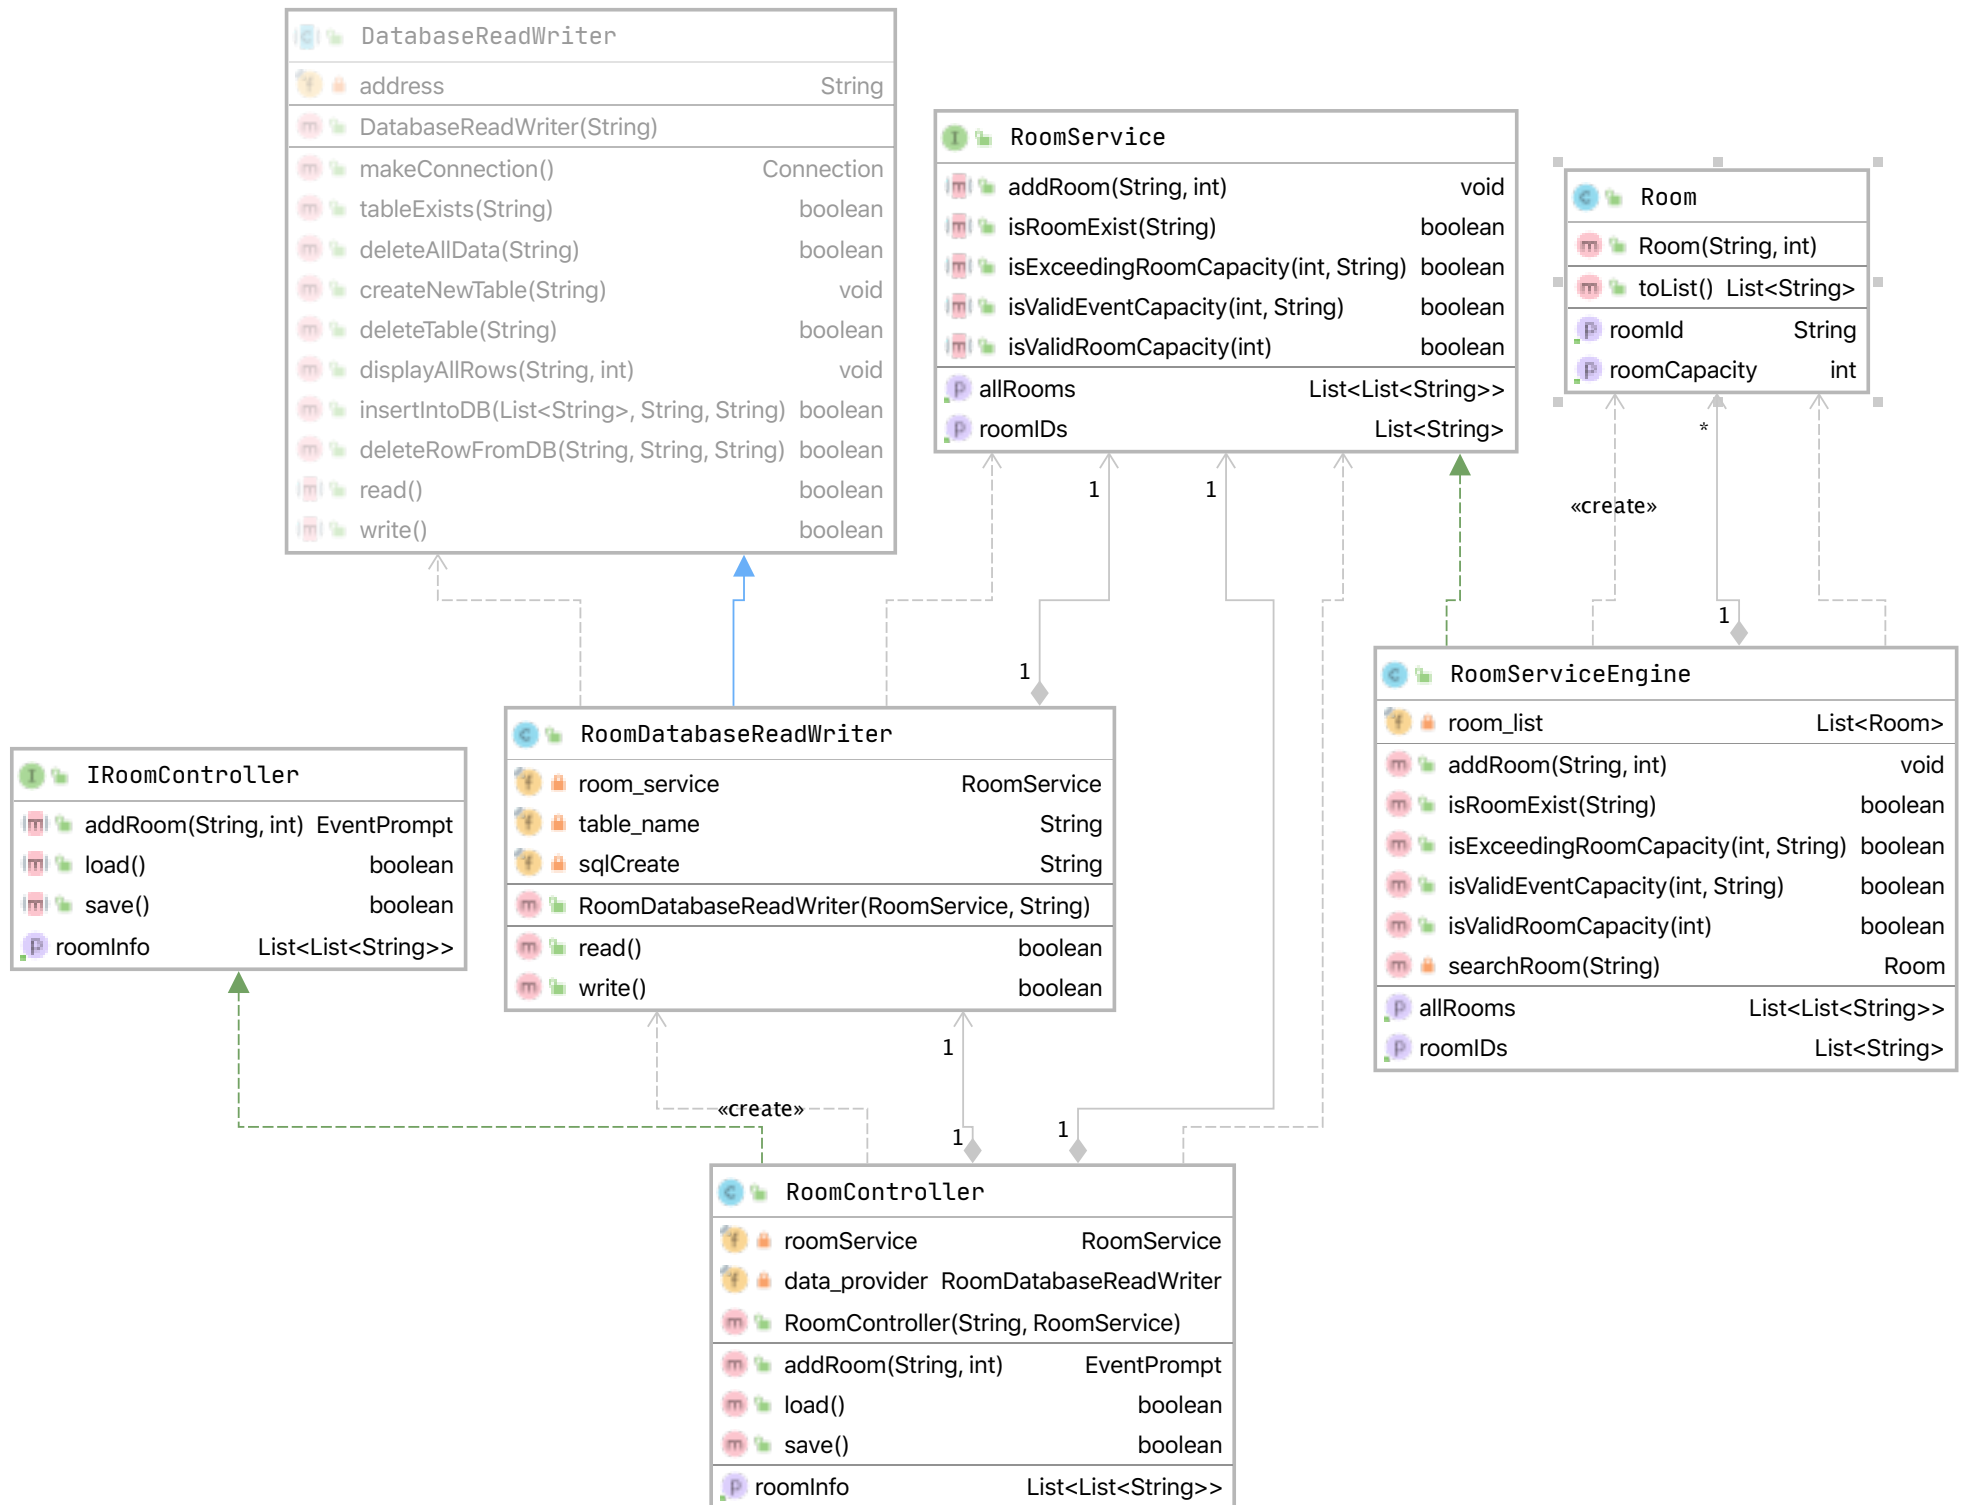 DatabaseReadWriter
address String
DatabaseReadWriter(String)
makeConnection() Connection
tableExists(String) boolean
deleteAllData(String) boolean
createNewTable(String) void
deleteTable(String) boolean
displayAllRows(String, int) void
insertIntoDB(List<String>, String, String) boolean
deleteRowFromDB(String, String, String) boolean
read() boolean
write() boolean
RoomService
addRoom(String, int) void
isRoomExist(String) boolean
isExceedingRoomCapacity(int, String) boolean
isValidEventCapacity(int, String) boolean
isValidRoomCapacity(int) boolean
allRooms List<List<String>>
roomIDs List<String>
Room
Room(String, int)
toList() List<String>
roomId String
roomCapacity int
*
1
1
«create»
1
1
RoomServiceEngine
room_list List<Room>
addRoom(String, int) void
isRoomExist(String) boolean
isExceedingRoomCapacity(int, String) boolean
isValidEventCapacity(int, String) boolean
isValidRoomCapacity(int) boolean
searchRoom(String) Room
allRooms List<List<String>>
roomIDs List<String>
RoomDatabaseReadWriter
room_service RoomService
table_name String
sqlCreate String
RoomDatabaseReadWriter(RoomService, String)
read() boolean
write() boolean
IRoomController
addRoom(String, int) EventPrompt
load() boolean
save() boolean
roomInfo List<List<String>>
1
«create»
1
1
RoomController
roomService RoomService
data_provider RoomDatabaseReadWriter
RoomController(String, RoomService)
addRoom(String, int) EventPrompt
load() boolean
save() boolean
roomInfo List<List<String>>